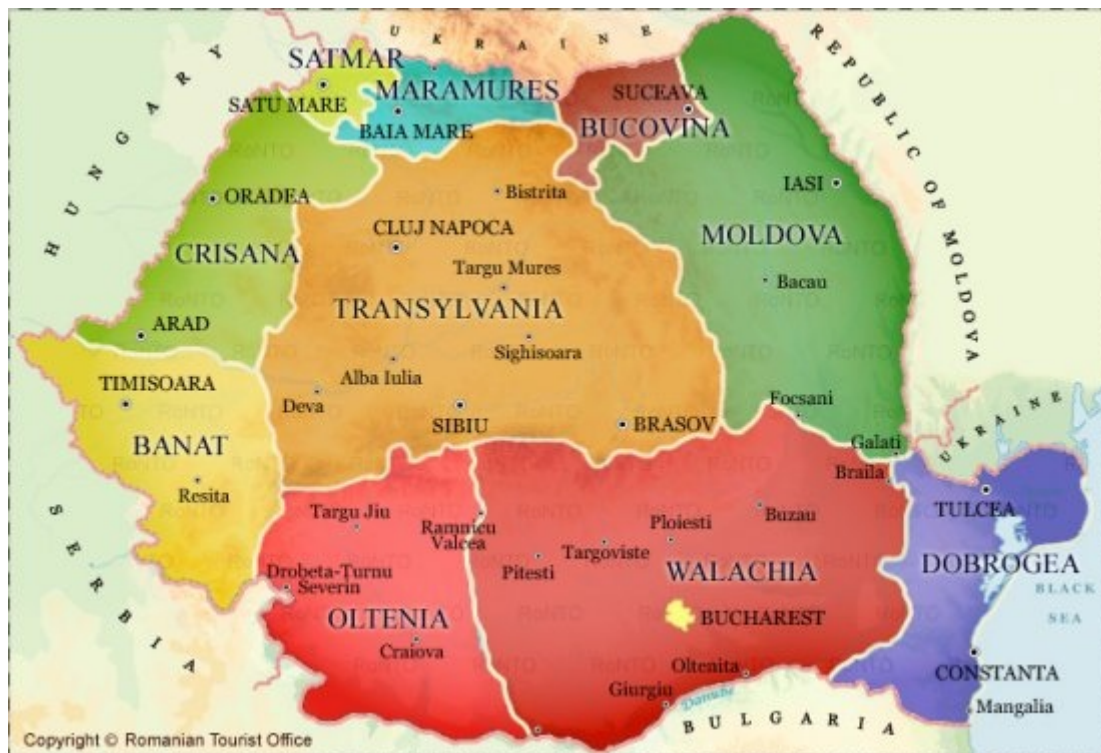 UKRAINE
SATMAR
SATU MARE
MARAMURES
BAIA MARE
SUCEAVA
BUCOVINA
REPUBLIC OF MOLDOVA
HUNGARY
ORADEA
CRISANA
ARAD
Bistrita
CLUJ NAPOCA
Targu Mures
TRANSYLVANIA
Sighisoara
Alba Iulia
Deva
SIBIU
BRASOV
IASI
MOLDOVA
Bacau
Focsani
Galati
Braila
UKRAINE
TIMISOARA
BANAT
Resita
SERBIA
Targu Jiu
Ramnicu
Valcea
Drobeta-Turnu
Severin
OLTENIA
Craiova
Ploiesti
Buzau
Targoviste
Pitesti
WALACHIA
BUCHAREST
Oltenita
Giurgiu
Danube
BULGARIA
TULCEA
DOBROGEA
BLACK
SEA
CONSTANTA
Mangalia
RoNTO
Copyright © Romanian Tourist Office